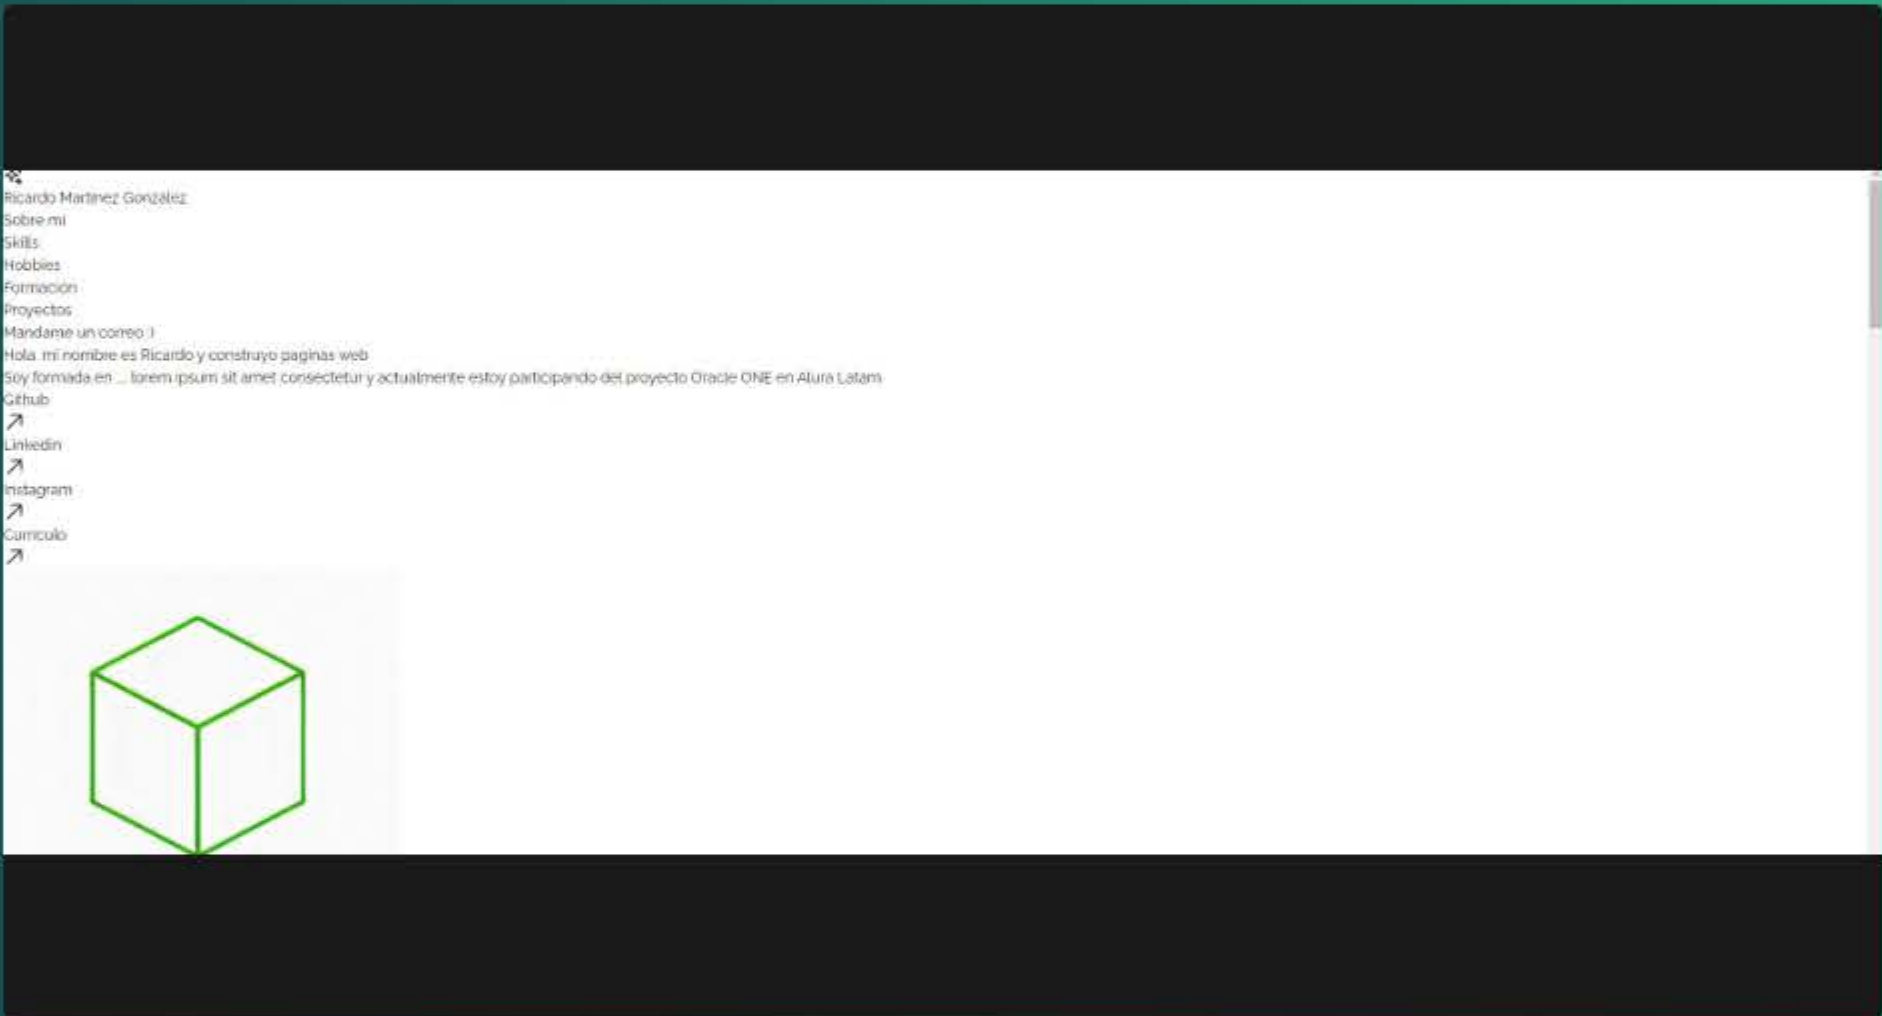 Ricardo Martinez González
Sobre mi
Skills
Hobbies
Formación
Proyectos
Mandame un correo :)
Hola, mi nombre es Ricardo y construyo paginas web
Soy formada en ... lorem ipsum sit amet consectetur y actualmente estoy participando del proyecto Oracle ONE en Alura Latam
Github
Linkedin
Instagram
Currículo